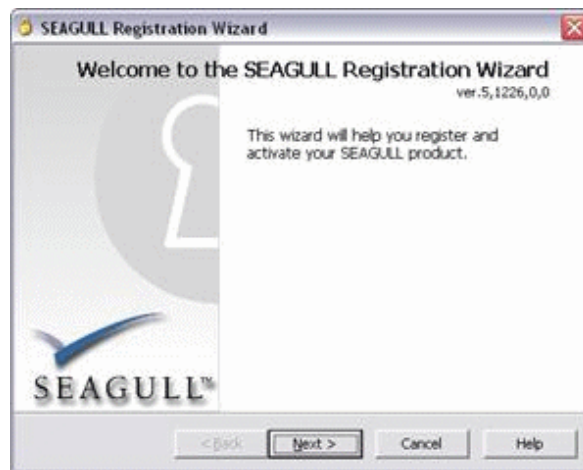 SEAGULL Registration Wizard
Welcome to the SEAGULL Registration Wizard
ver.5,1226,0,0
This wizard will help you register and
activate your SEAGULL product.
SEAGULL™
< Back
Next >
Cancel
Help